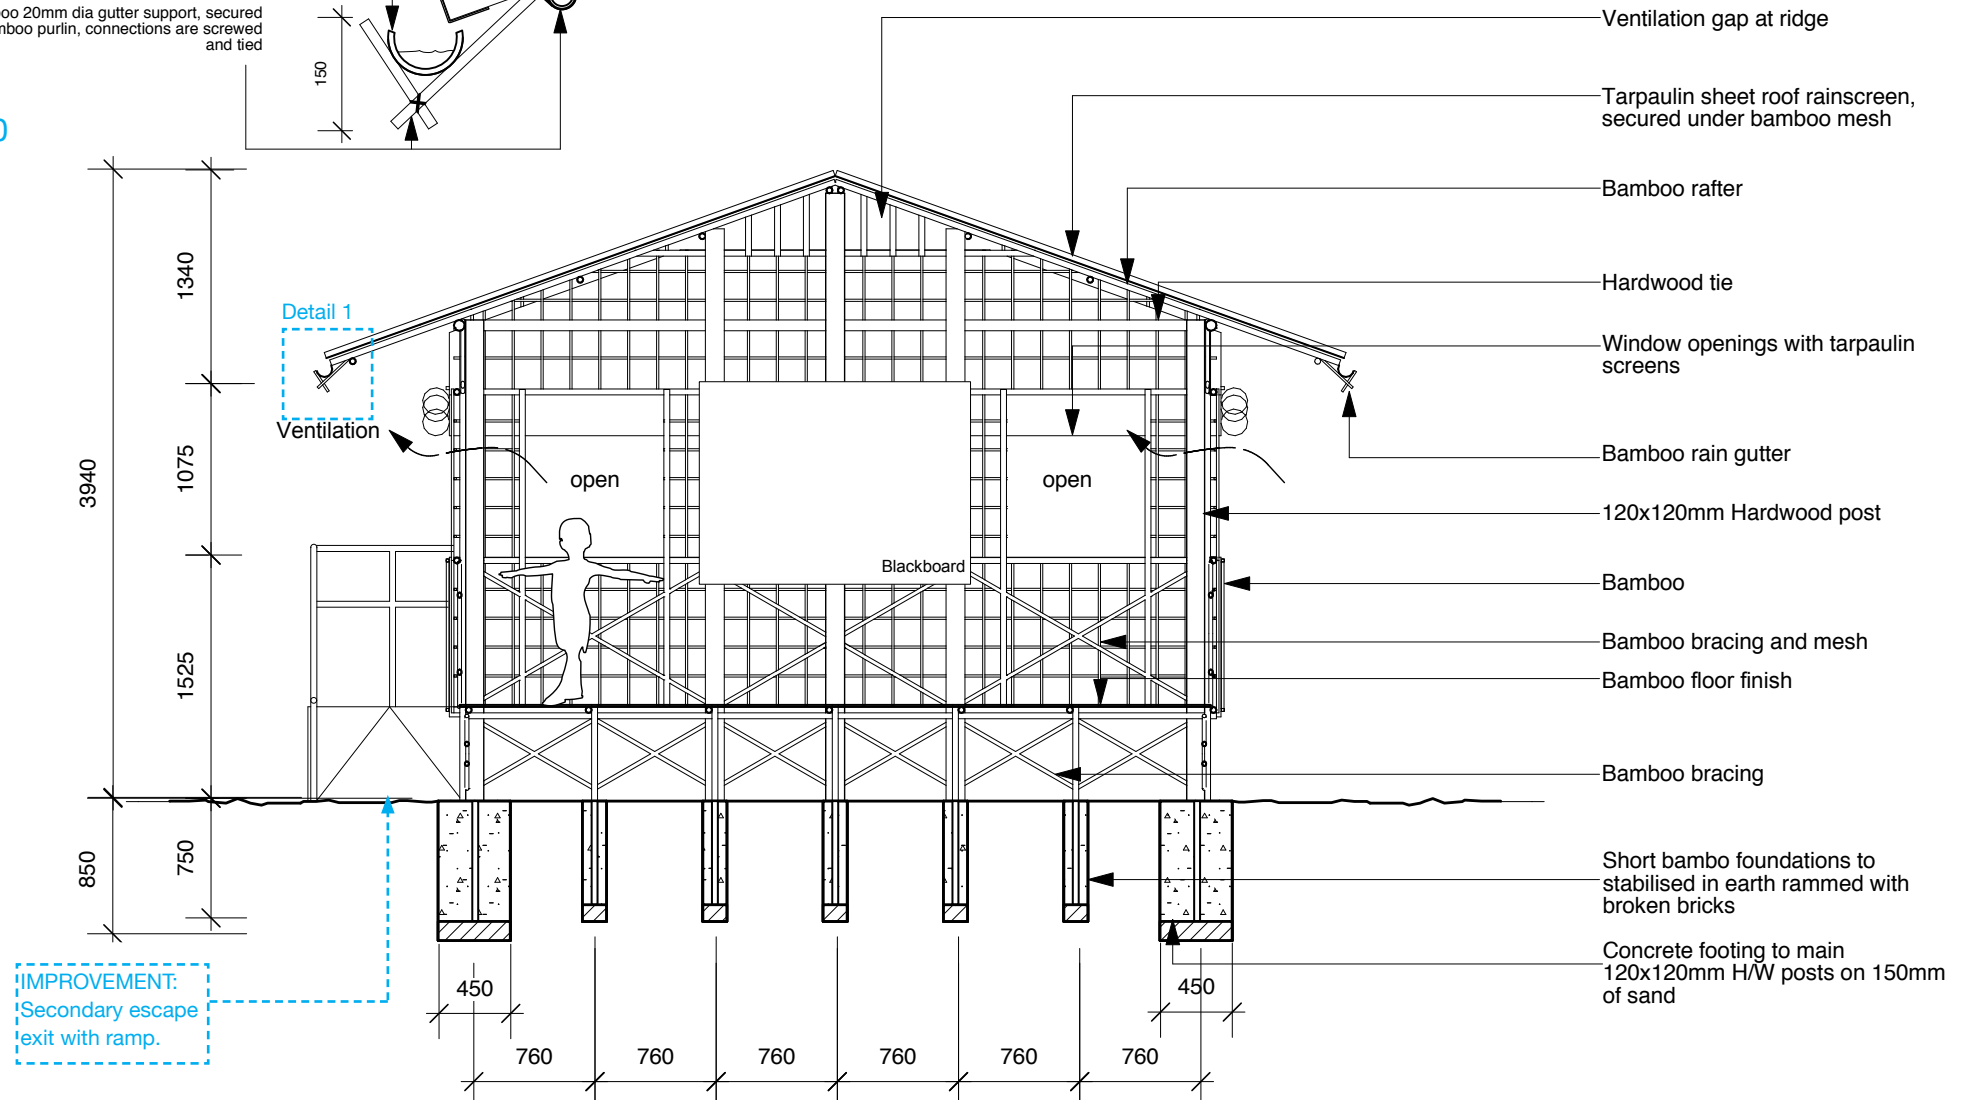 20mm dia gutter support, secured
purlin, connections are screwed
and tied
150
Ventilation gap at ridge
Tarpaulin sheet roof rainscreen,
secured under bamboo mesh
Bamboo rafter
Hardwood tie
Window openings with tarpaulin
screens
Bamboo rain gutter
120x120mm Hardwood post
Bamboo
Bamboo bracing and mesh
Bamboo floor finish
Bamboo bracing
Short bambo foundations to
stabilised in earth rammed with
broken bricks
Concrete footing to main
120x120mm H/W posts on 150mm
of sand
Detail 1
Ventilation
open
open
Blackboard
3940
1340
1075
1525
850
750
IMPROVEMENT:
Secondary escape
exit with ramp.
450
450
760
760
760
760
760
760